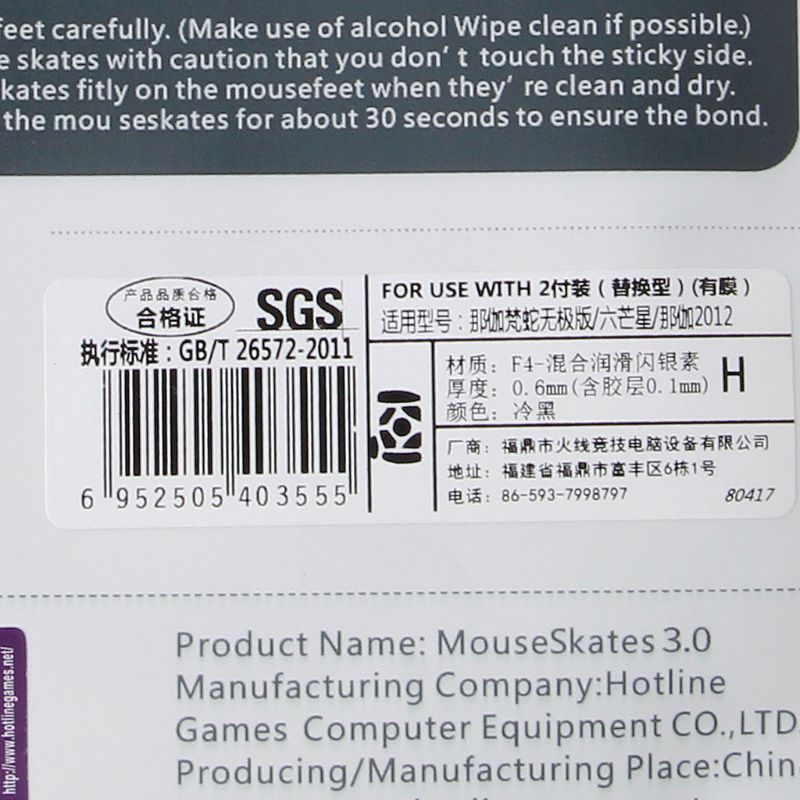 feet carefully. (Make use of alcohol Wipe clean if possible.)
e skates with caution that you don't touch the sticky side.
kates fitly on the mousefeet when they're clean and dry.
the mou seskates for about 30 seconds to ensure the bond.
产品品质合格
合格证
SGS
执行标准：GB/T 26572-2011
6 952505 403555
FOR USE WITH 2付装（替换型）(有膜）
适用型号：那伽梵蛇无极版/六芒星/那伽2012
材质：F4-混合润滑闪银素
厚度：0.6mm(含胶层0.1mm)
颜色：冷黑
H
厂商：福鼎市火线竞技电脑设备有限公司
地址：福建省福鼎市富丰区6栋1号
电话：86-593-7998797
80417
http://www.hotlinegames.net/
Product Name: MouseSkates 3.0
Manufacturing Company:Hotline
Games Computer Equipment CO.,LTD.
Producing/Manufacturing Place:Chin